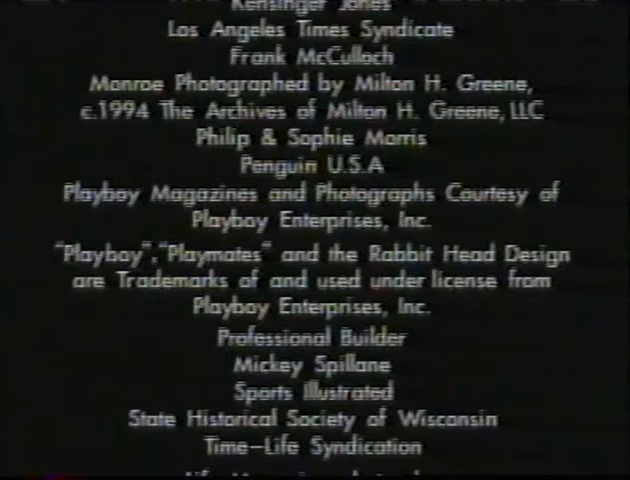 Kensinger Jones
Los Angeles Times Syndicate
Frank McCulloch
Monroe Photographed by Milton H. Greene,
c.1994 The Archives of Milton H. Greene, LLC
Philip & Sophie Morris
Penguin U.S.A
Playboy Magazines and Photographs Courtesy of
Playboy Enterprises, Inc.
"Playboy","Playmates" and the Rabbit Head Design
are Trademarks of and used under license from
Playboy Enterprises, Inc.
Professional Builder
Mickey Spillane
Sports Illustrated
State Historical Society of Wisconsin
Time-Life Syndication